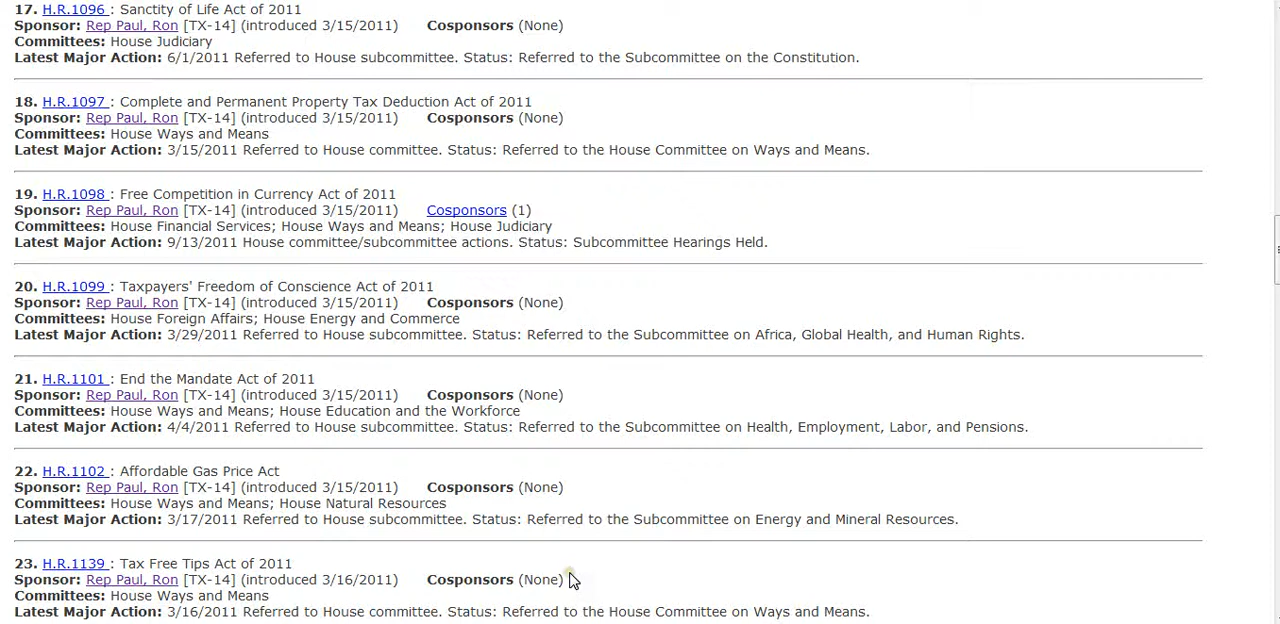 17. H.R.1096 : Sanctity of Life Act of 2011
Sponsor: Rep Paul, Ron [TX-14] (introduced 3/15/2011) Cosponsors (None)
Committees: House Judiciary
Latest Major Action: 6/1/2011 Referred to House subcommittee. Status: Referred to the Subcommittee on the Constitution.
18. H.R.1097 : Complete and Permanent Property Tax Deduction Act of 2011
Sponsor: Rep Paul, Ron [TX-14] (introduced 3/15/2011) Cosponsors (None)
Committees: House Ways and Means
Latest Major Action: 3/15/2011 Referred to House committee. Status: Referred to the House Committee on Ways and Means.
19. H.R.1098 : Free Competition in Currency Act of 2011
Sponsor: Rep Paul, Ron [TX-14] (introduced 3/15/2011) Cosponsors (1)
Committees: House Financial Services; House Ways and Means; House Judiciary
Latest Major Action: 9/13/2011 House committee/subcommittee actions. Status: Subcommittee Hearings Held.
20. H.R.1099 : Taxpayers' Freedom of Conscience Act of 2011
Sponsor: Rep Paul, Ron [TX-14] (introduced 3/15/2011) Cosponsors (None)
Committees: House Foreign Affairs; House Energy and Commerce
Latest Major Action: 3/29/2011 Referred to House subcommittee. Status: Referred to the Subcommittee on Africa, Global Health, and Human Rights.
21. H.R.1101 : End the Mandate Act of 2011
Sponsor: Rep Paul, Ron [TX-14] (introduced 3/15/2011) Cosponsors (None)
Committees: House Ways and Means; House Education and the Workforce
Latest Major Action: 4/4/2011 Referred to House subcommittee. Status: Referred to the Subcommittee on Health, Employment, Labor, and Pensions.
22. H.R.1102 : Affordable Gas Price Act
Sponsor: Rep Paul, Ron [TX-14] (introduced 3/15/2011) Cosponsors (None)
Committees: House Ways and Means; House Natural Resources
Latest Major Action: 3/17/2011 Referred to House subcommittee. Status: Referred to the Subcommittee on Energy and Mineral Resources.
23. H.R.1139 : Tax Free Tips Act of 2011
Sponsor: Rep Paul, Ron [TX-14] (introduced 3/16/2011) Cosponsors (None)
Committees: House Ways and Means
Latest Major Action: 3/16/2011 Referred to House committee. Status: Referred to the House Committee on Ways and Means.